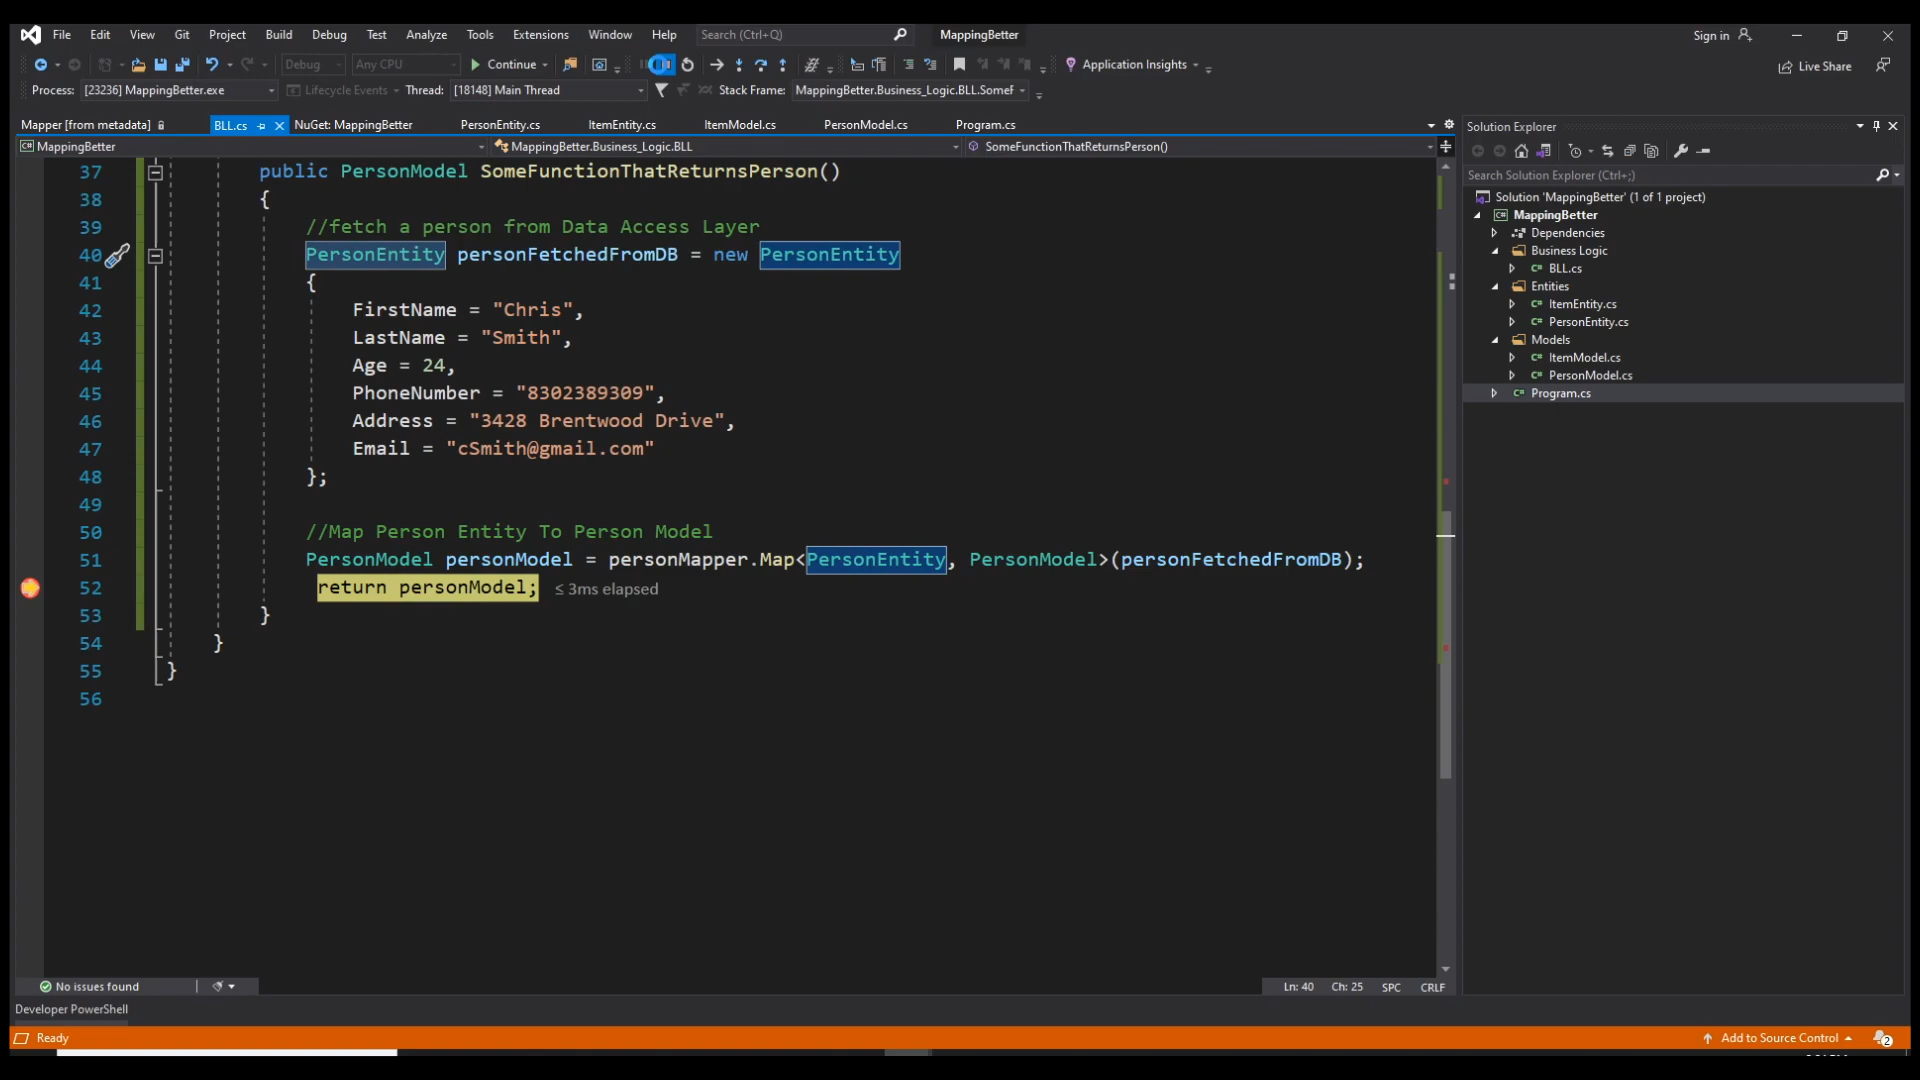 File Edit View Git Project Build Debug Test Analyze Tools Extensions Window Help Search (Ctrl+Q) MappingBetter Sign in
Debug Any CPU Continue Application Insights Live Share
Process: [23236] MappingBetter.exe Lifecycle Events Thread: [18148] Main Thread Stack Frame: MappingBetter.Business_Logic.BLL.SomeF
Mapper [from metadata] BLL.cs NuGet: MappingBetter PersonEntity.cs ItemEntity.cs ItemModel.cs PersonModel.cs Program.cs
MappingBetter MappingBetter.Business_Logic.BLL SomeFunctionThatReturnsPerson()
37 public PersonModel SomeFunctionThatReturnsPerson()
38 {
39 //fetch a person from Data Access Layer
40 PersonEntity personFetchedFromDB = new PersonEntity
41 {
42 FirstName = "Chris",
43 LastName = "Smith",
44 Age = 24,
45 PhoneNumber = "8302389309",
46 Address = "3428 Brentwood Drive",
47 Email = "cSmith@gmail.com"
48 };
49
50 //Map Person Entity To Person Model
51 PersonModel personModel = personMapper.Map<PersonEntity, PersonModel>(personFetchedFromDB);
52 return personModel; ≤ 3ms elapsed
53 }
54 }
55 }
56
No issues found Ln: 40 Ch: 25 SPC CRLF
Solution Explorer
Search Solution Explorer (Ctrl+;)
Solution 'MappingBetter' (1 of 1 project)
MappingBetter
Dependencies
Business Logic
C# BLL.cs
Entities
C# ItemEntity.cs
C# PersonEntity.cs
Models
C# ItemModel.cs
C# PersonModel.cs
C# Program.cs
Developer PowerShell
Ready Add to Source Control 2